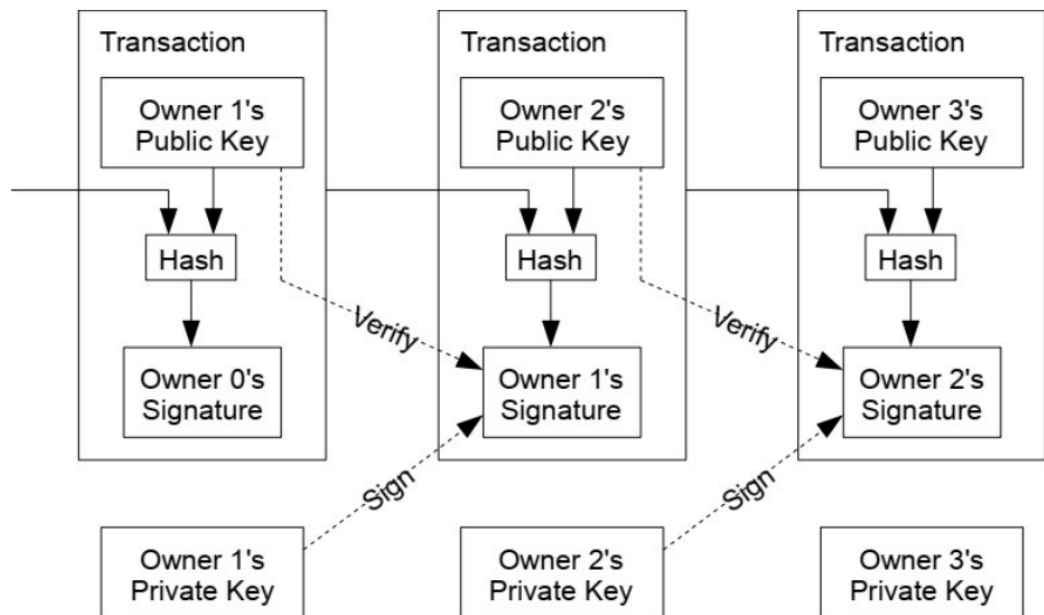 Transaction
Owner 1's
Public Key
Hash
Owner 0's
Signature
Transaction
Owner 2's
Public Key
Hash
Owner 1's
Signature
Transaction
Owner 3's
Public Key
Hash
Owner 2's
Signature
Verify
Verify
Sign
Sign
Owner 1's
Private Key
Owner 2's
Private Key
Owner 3's
Private Key